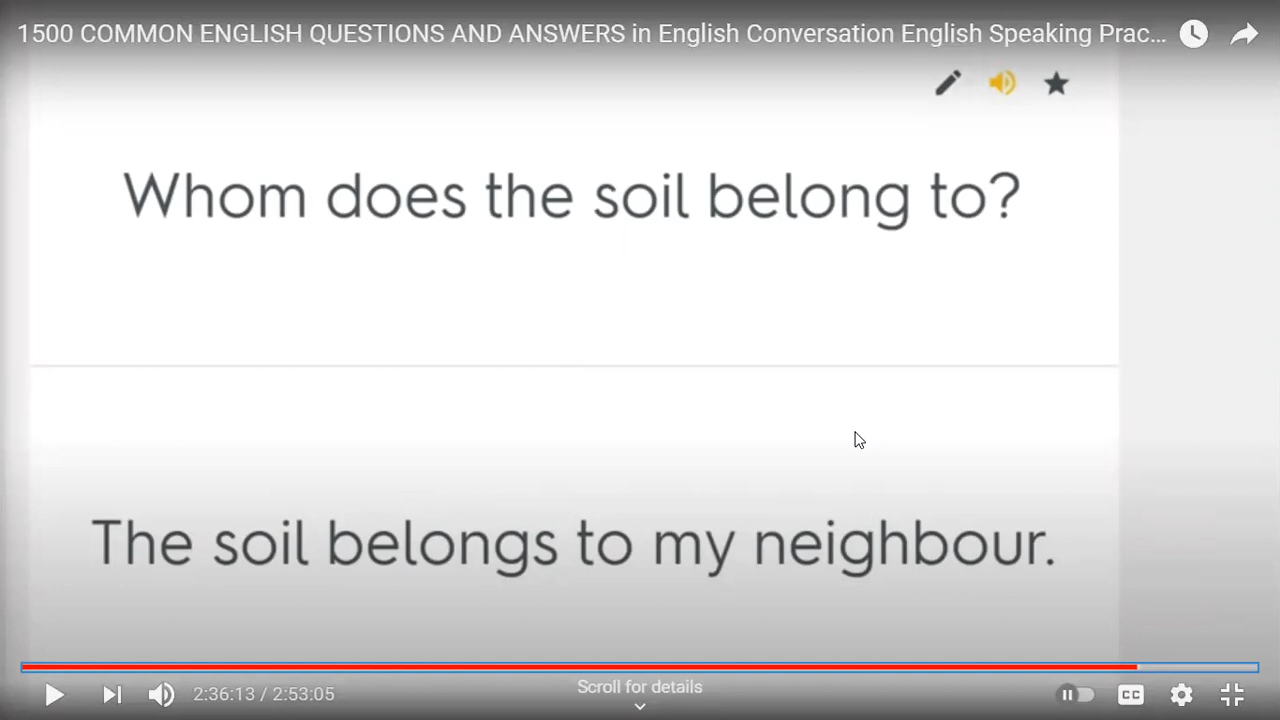 1500 COMMON ENGLISH QUESTIONS AND ANSWERS in English Conversation English Speaking Prac...
Whom does the soil belong to?
The soil belongs to my neighbour.
Scroll for details
2:36:13 / 2:53:05
CC